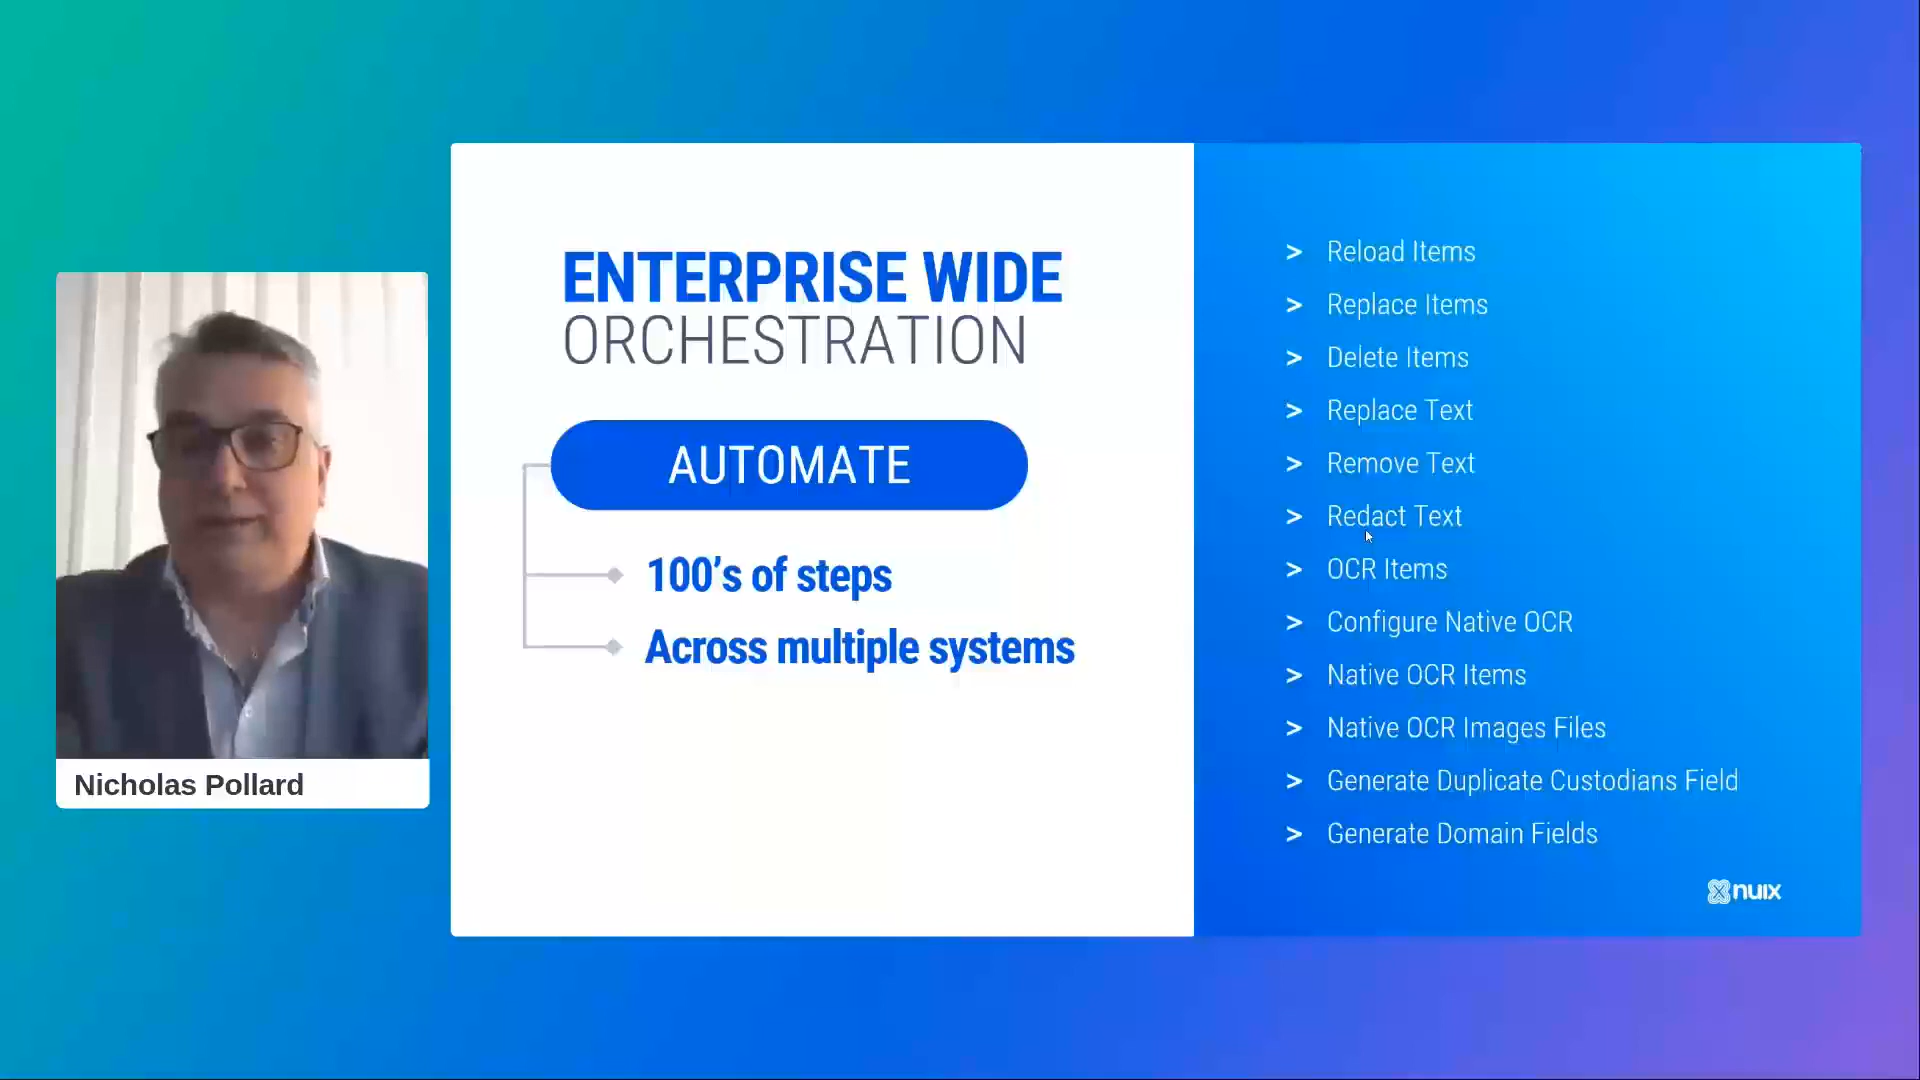 ENTERPRISE WIDE
ORCHESTRATION
AUTOMATE
100’s of steps
Across multiple systems
> Reload Items
> Replace Items
> Delete Items
> Replace Text
> Remove Text
> Redact Text
> OCR Items
> Configure Native OCR
> Native OCR Items
> Native OCR Images Files
> Generate Duplicate Custodians Field
> Generate Domain Fields
nuix
Nicholas Pollard